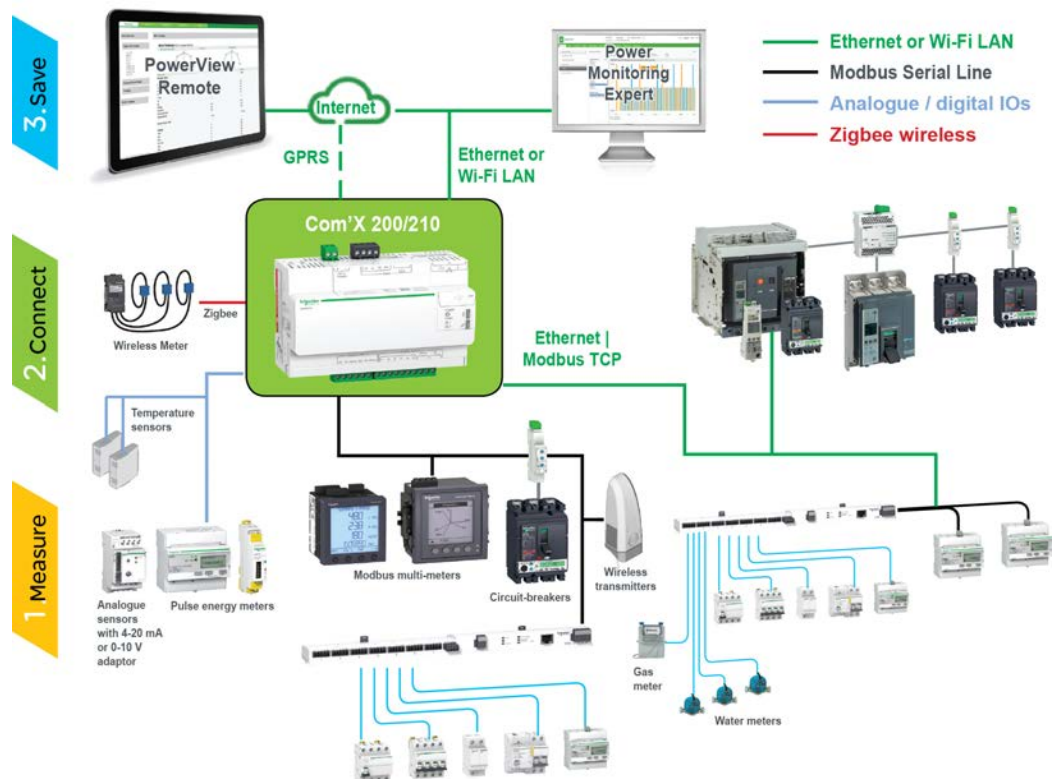 3. Save
2. Connect
1. Measure
PowerView
Remote
Internet
Power
Monitoring
Expert
Ethernet or Wi-Fi LAN
Modbus Serial Line
Analogue / digital IOs
Zigbee wireless
GPRS
Ethernet or
Wi-Fi LAN
Com'X 200/210
Schneider
Zigbee
Wireless Meter
Ethernet |
Modbus TCP
Temperature
sensors
Analogue
sensors
with 4-20 mA
or 0-10 V
adaptor
Pulse energy meters
Modbus multi-meters
Circuit-breakers
Wireless
transmitters
Gas
meter
Water meters